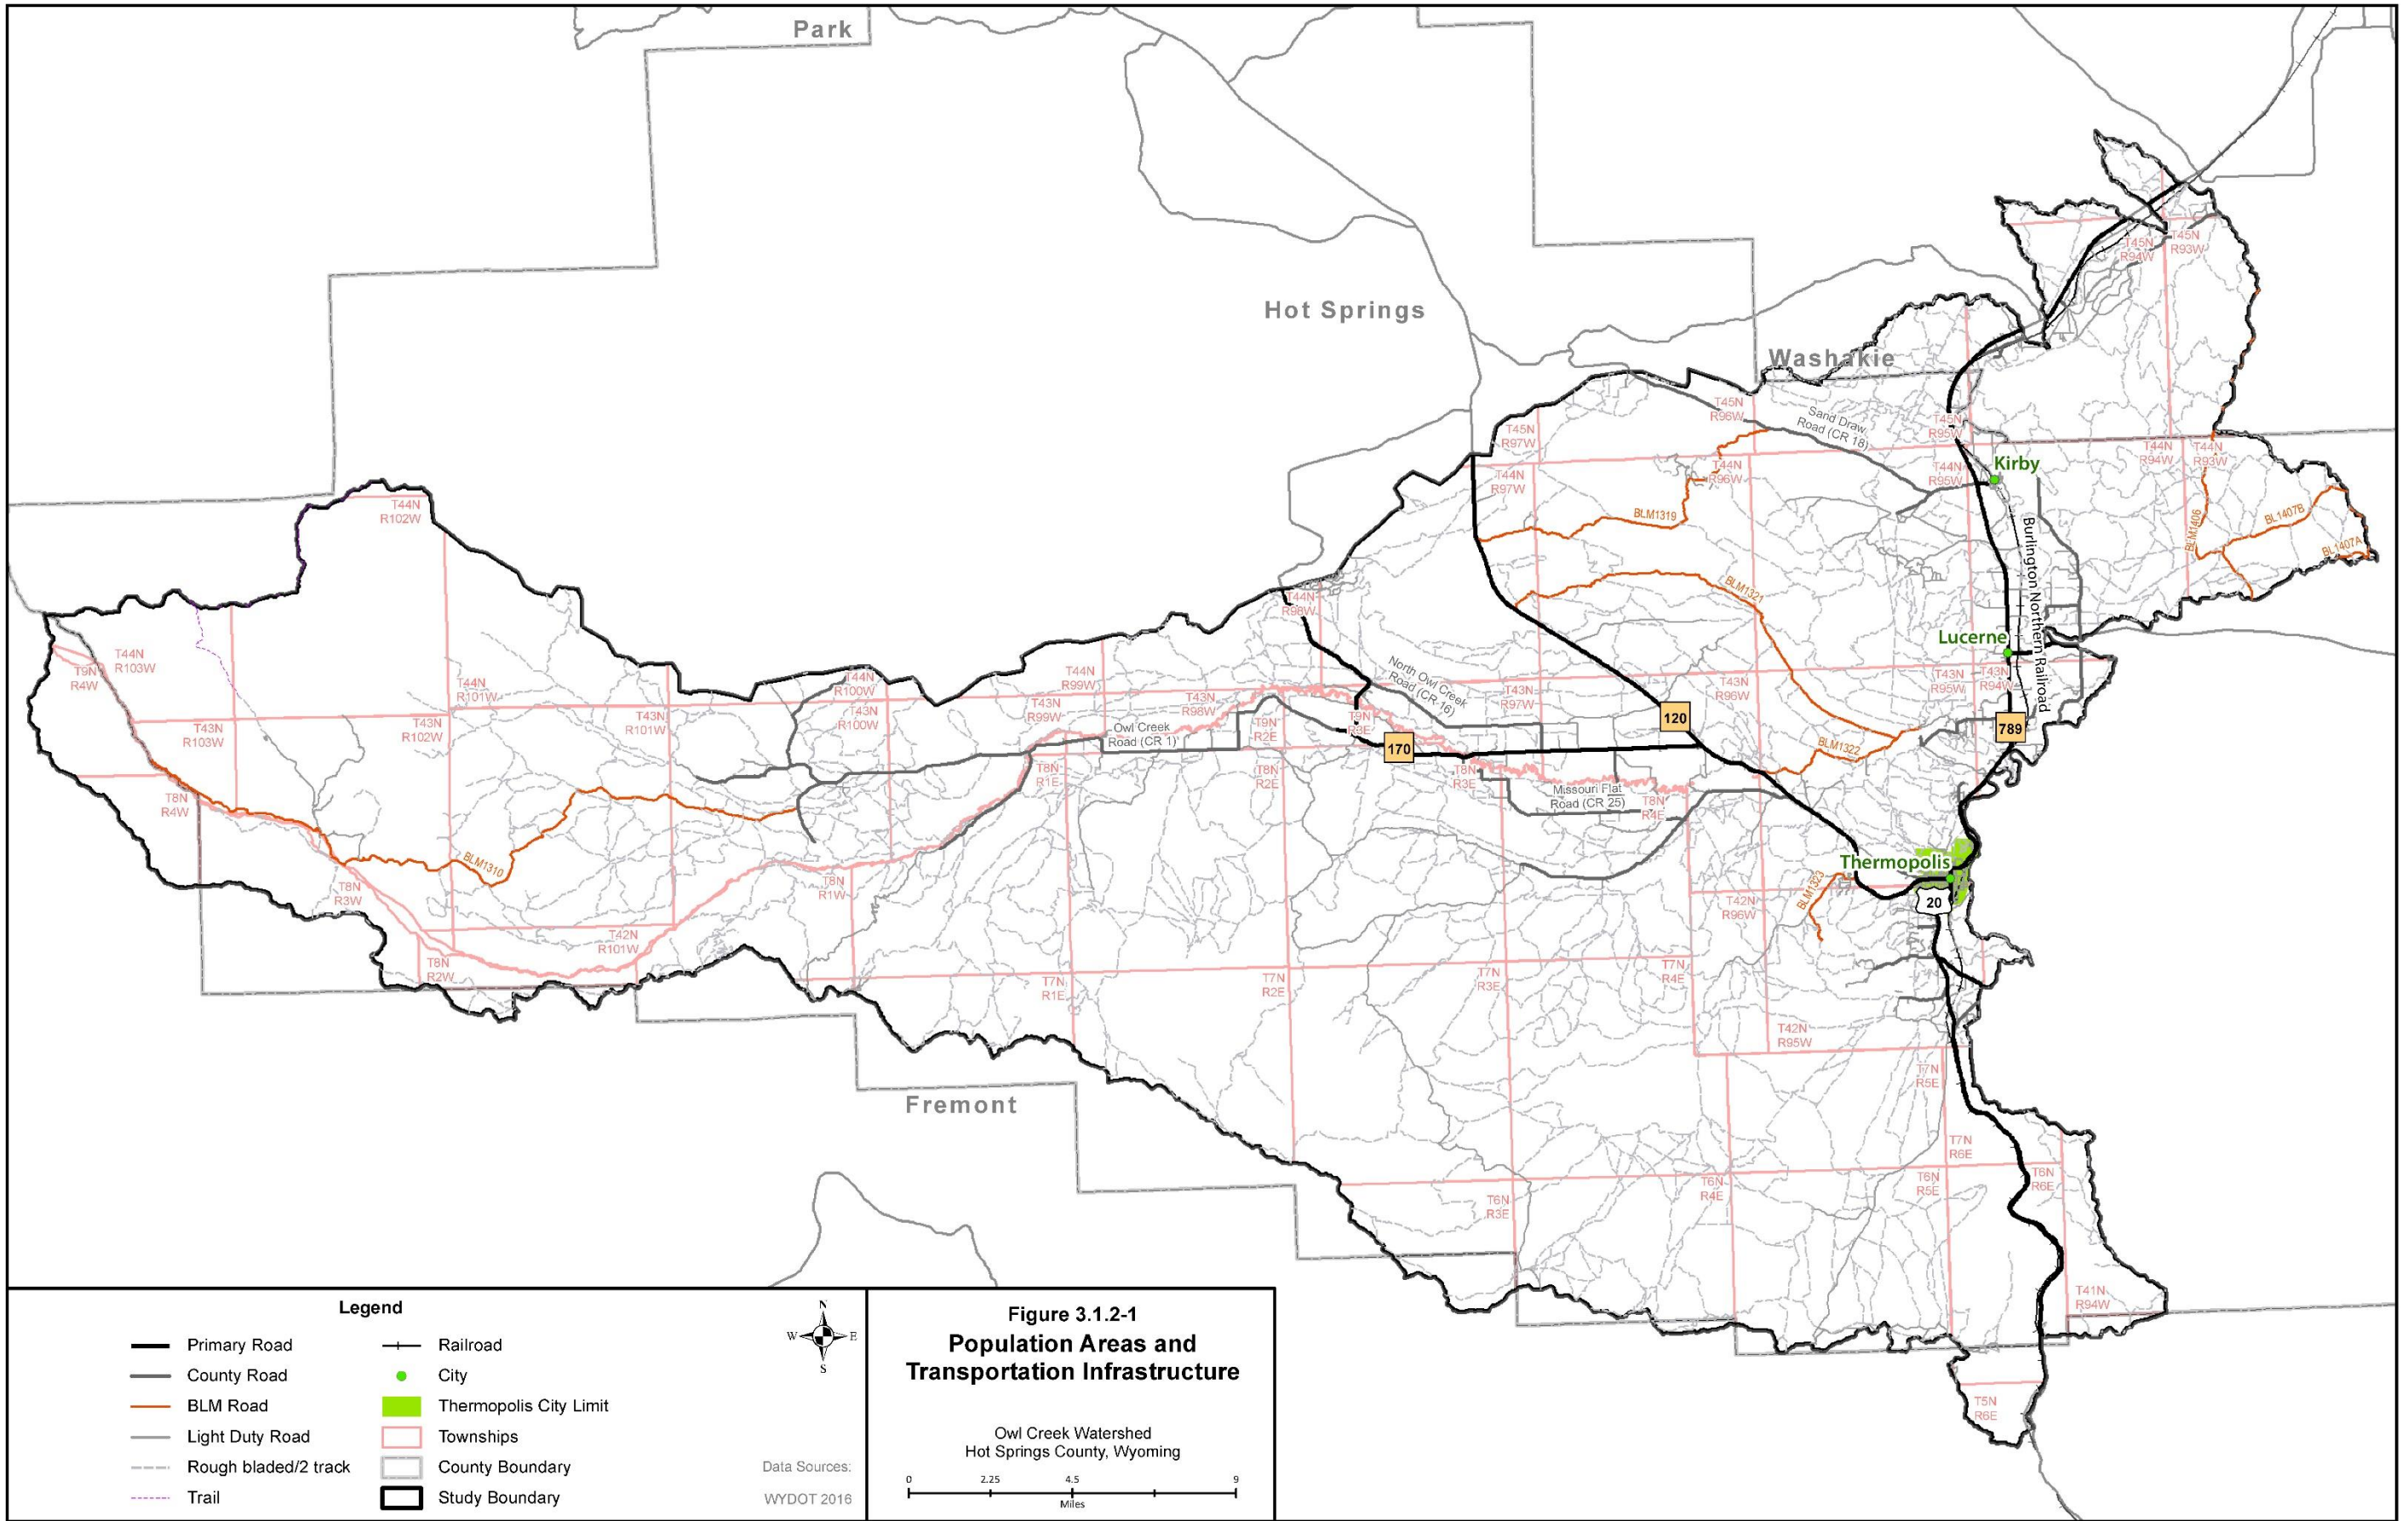 Park
Hot Springs
Washakie
Fremont
T45N
R94W
T45N
R93W
T45N
R97W
T45N
R96W
Sand Draw
Road (CR 18)
T45N
R95W
T44N
R97W
T44N
R96W
T44N
R95W
Kirby
T44N
R94W
T44N
R93W
BLM1319
BLM1406
BL1407B
BL1407A
Burlington Northern Railroad
T44N
R102W
BLM1321
T44N
R98W
Lucerne
T44N
R103W
T9N
R4W
T44N
R101W
T44N
R100W
T44N
R99W
North Owl Creek
Road (CR 16)
T43N
R103W
T43N
R102W
T43N
R101W
T43N
R100W
T43N
R99W
T43N
R98W
T43N
R97W
T43N
R96W
T43N
R95W
T43N
R94W
Owl Creek
Road (CR 1)
T9N
R2E
T9N
R3E
120
170
789
BLM1322
T8N
R4W
T8N
R1E
T8N
R2E
T8N
R3E
Missouri Flat
Road (CR 25)
T8N
R4E
BLM1310
Thermopolis
BLM1323
20
T8N
R3W
T8N
R1W
T42N
R96W
T42N
R101W
T8N
R2W
T7N
R1E
T7N
R2E
T7N
R3E
T7N
R4E
T42N
R95W
T7N
R5E
T7N
R6E
T6N
R3E
T6N
R4E
T6N
R5E
T6N
R6E
T41N
R94W
T5N
R6E
Legend
Primary Road
County Road
BLM Road
Light Duty Road
Rough bladed/2 track
Trail
Railroad
City
Thermopolis City Limit
Townships
County Boundary
Study Boundary
N
W
E
S
Data Sources:
WYDOT 2016
Figure 3.1.2-1
Population Areas and
Transportation Infrastructure
Owl Creek Watershed
Hot Springs County, Wyoming
0 2.25 4.5 9
Miles